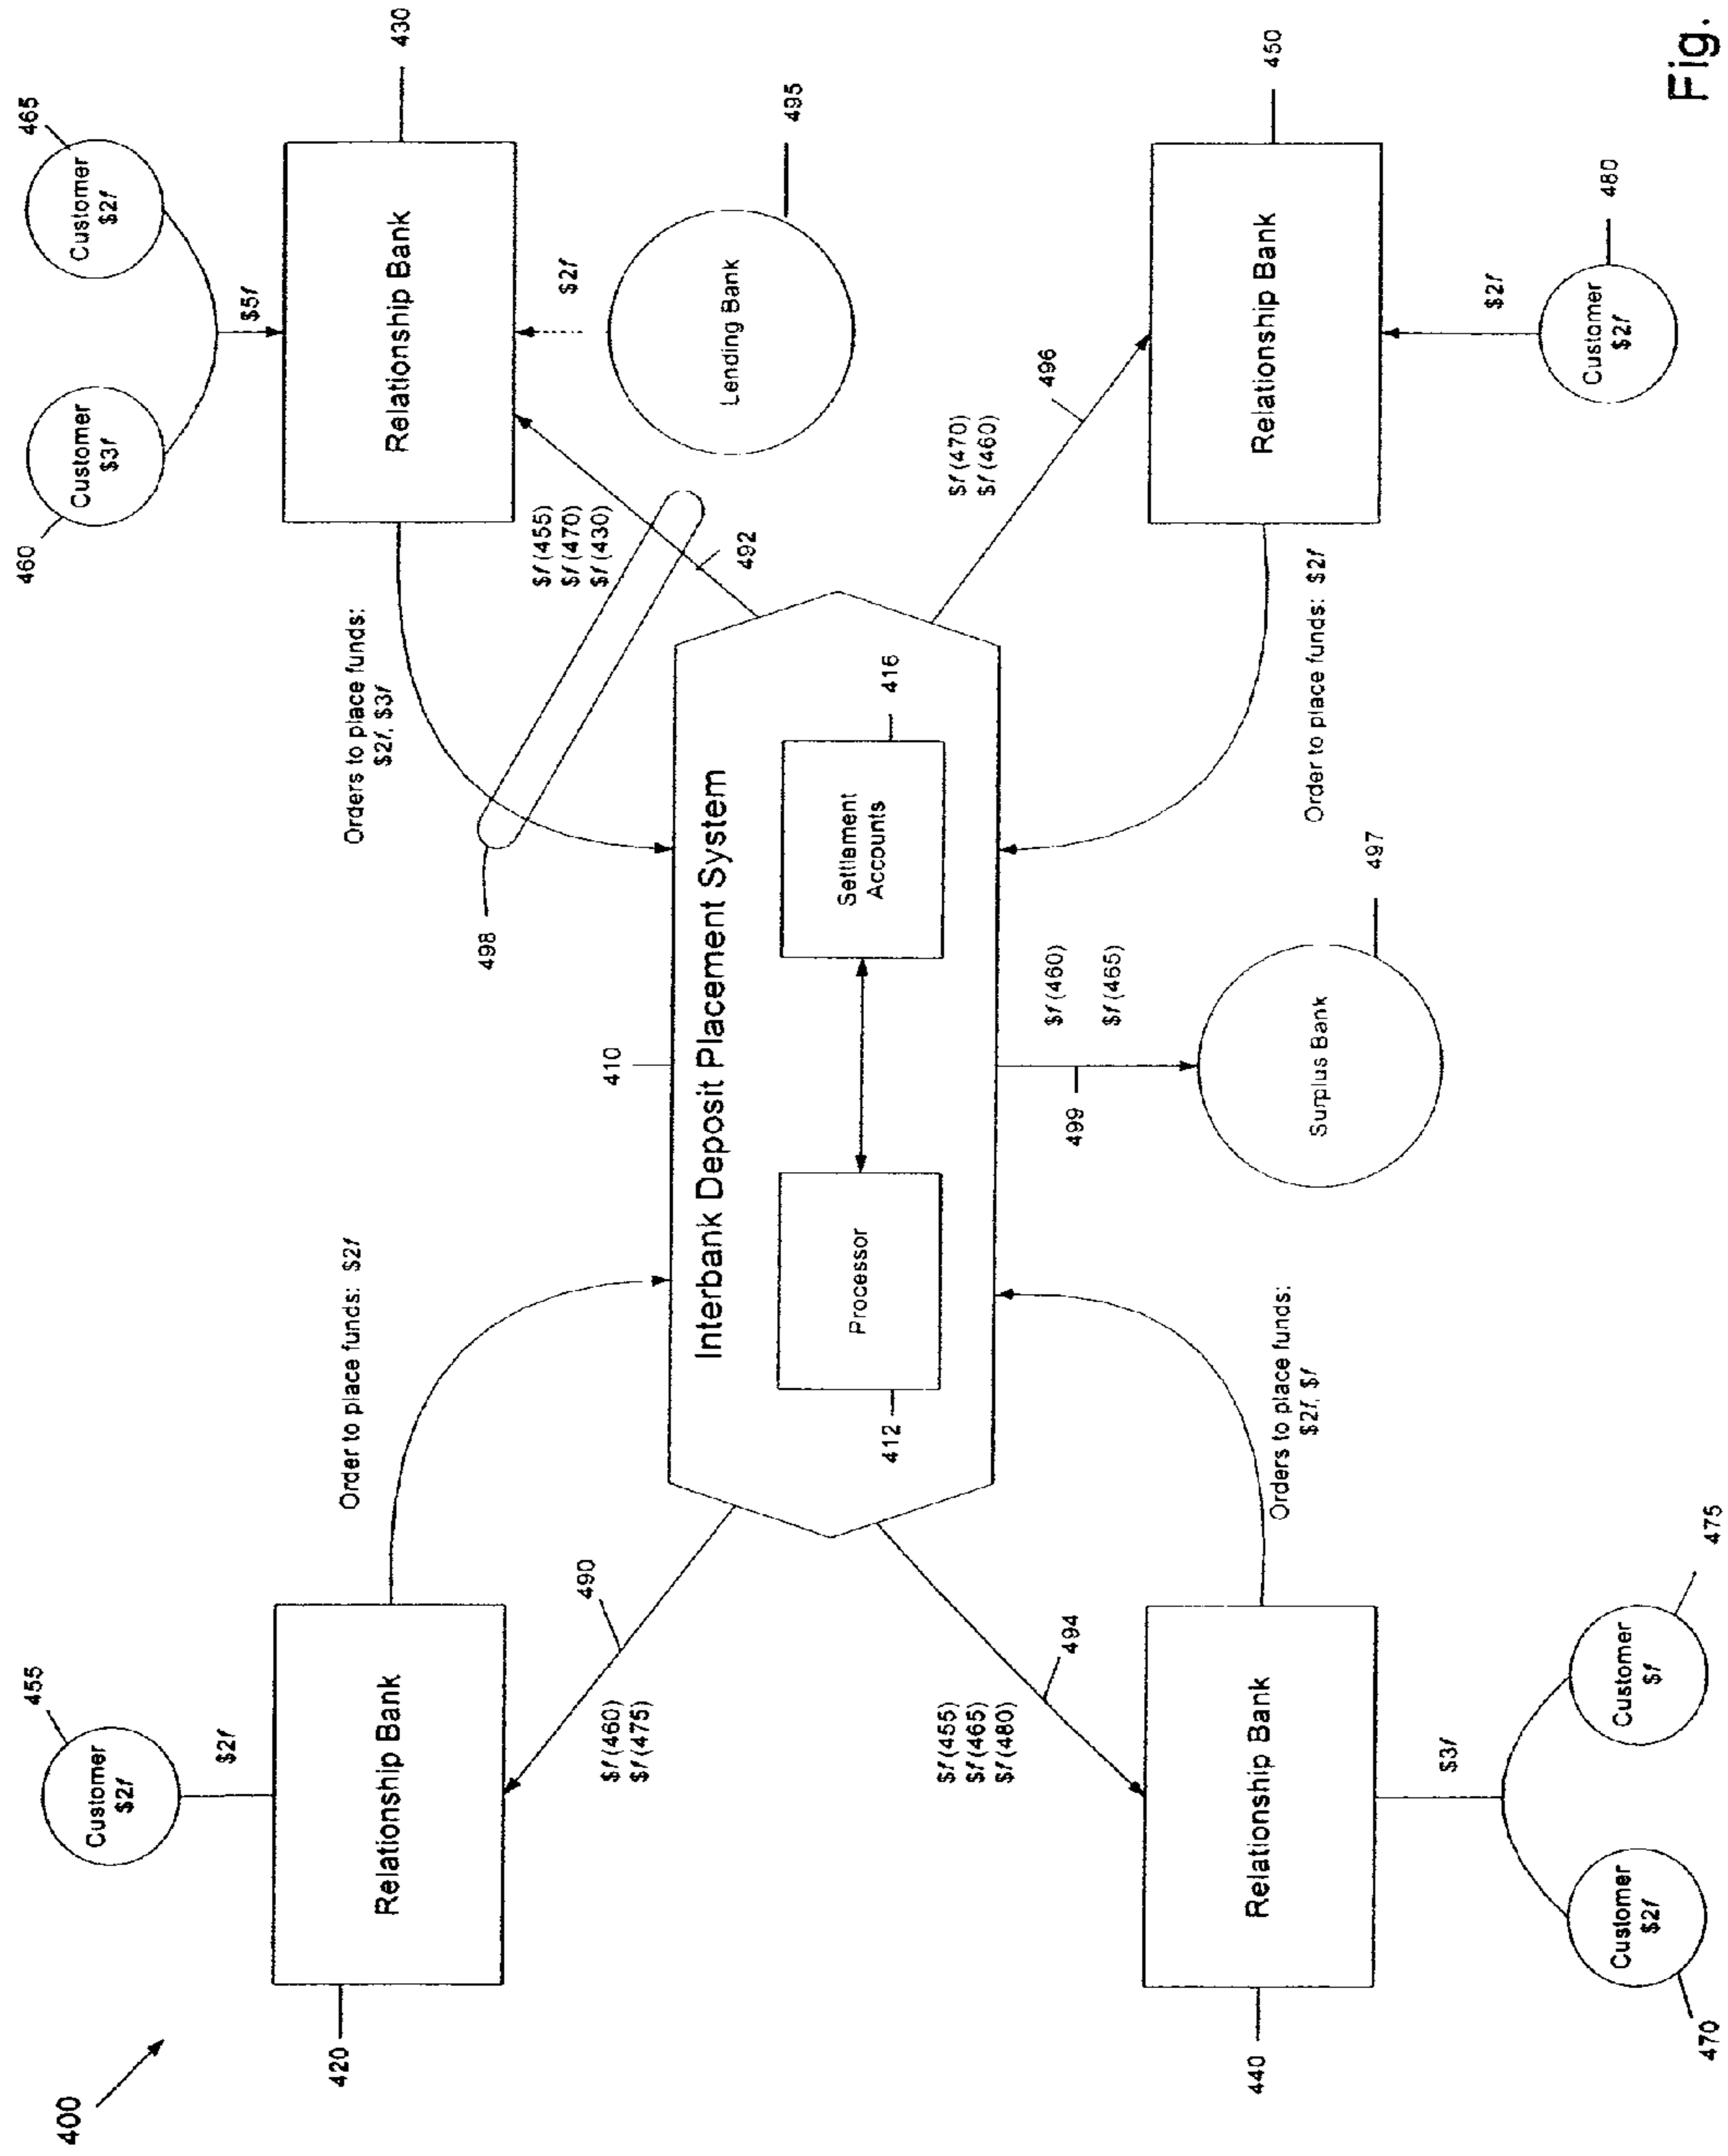 400
455
Customer
$2f
$2f
420
Relationship Bank
Order to place funds: $2f
490
$f(460)
$f(475)
460
Customer
$3f
465
Customer
$2f
$5f
430
Relationship Bank
Orders to place funds:
$2f, $3f
498
$f(455)
$f(470)
$f(430)
492
$2f
Lending Bank
495
410
Interbank Deposit Placement System
Processor
412
Settlement
Accounts
416
494
$f(455)
$f(465)
$f(480)
440
Relationship Bank
Orders to place funds:
$2f, $f
$3f
Customer
$2f
470
Customer
$f
475
499
$f(460)
$f(465)
Surplus Bank
497
$f(470)
$f(460)
496
450
Relationship Bank
Order to place funds: $2f
$2f
Customer
$2f
480
Fig.